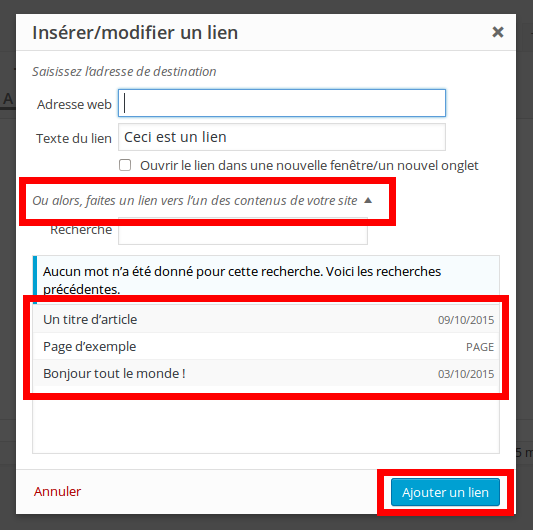 Insérer/modifier un lien
Saisissez l’adresse de destination
Adresse web
Texte du lien Ceci est un lien
Ouvrir le lien dans une nouvelle fenêtre/un nouvel onglet
Ou alors, faites un lien vers l’un des contenus de votre site
Recherche
Aucun mot n’a été donné pour cette recherche. Voici les recherches
précédentes.
Un titre d’article 09/10/2015
Page d’exemple PAGE
Bonjour tout le monde ! 03/10/2015
Annuler Ajouter un lien